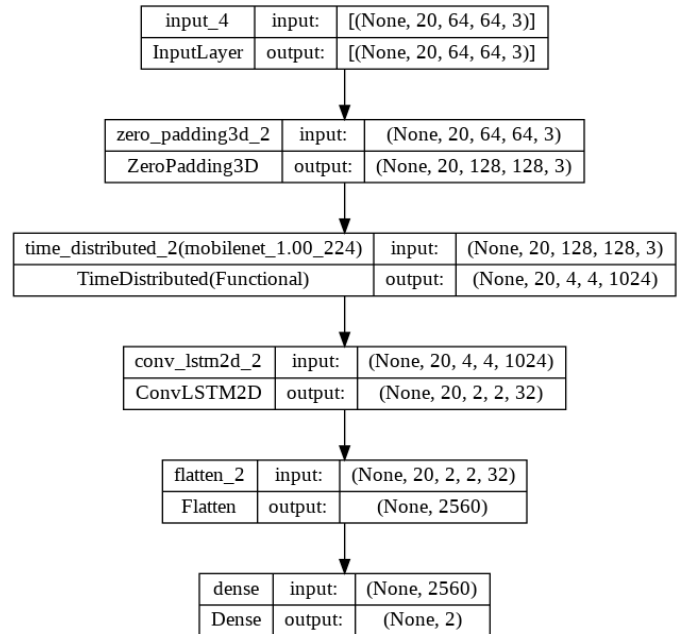 input_4 input: [(None, 20, 64, 64, 3)]
InputLayer output: [(None, 20, 64, 64, 3)]
zero_padding3d_2 input: (None, 20, 64, 64, 3)
ZeroPadding3D output: (None, 20, 128, 128, 3)
time_distributed_2(mobilenet_1.00_224) input: (None, 20, 128, 128, 3)
TimeDistributed(Functional) output: (None, 20, 4, 4, 1024)
conv_lstm2d_2 input: (None, 20, 4, 4, 1024)
ConvLSTM2D output: (None, 20, 2, 2, 32)
flatten_2 input: (None, 20, 2, 2, 32)
Flatten output: (None, 2560)
dense input: (None, 2560)
Dense output: (None, 2)